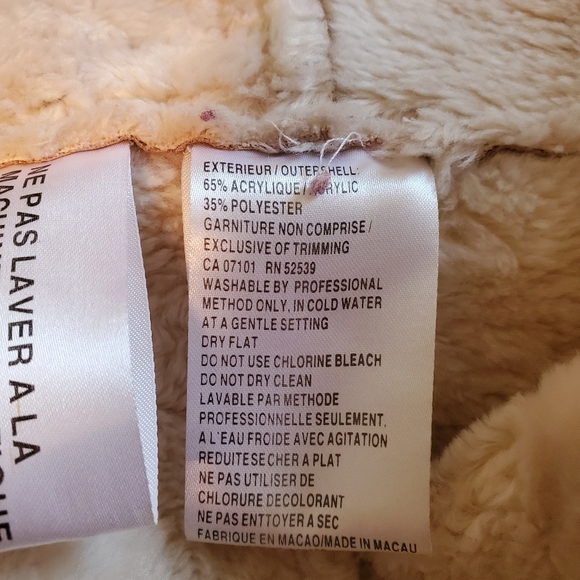 NE PAS LAVER A LA
EXTERIEUR / OUTERSHELL:
65% ACRYLIQUE / ACRYLIC
35% POLYESTER
GARNITURE NON COMPRISE /
EXCLUSIVE OF TRIMMING
CA 07101 RN 52539
WASHABLE BY PROFESSIONAL
METHOD ONLY, IN COLD WATER
AT A GENTLE SETTING
DRY FLAT
DO NOT USE CHLORINE BLEACH
DO NOT DRY CLEAN
LAVABLE PAR METHODE
PROFESSIONNELLE SEULEMENT,
A L'EAU FROIDE AVEC AGITATION
REDUITE SECHER A PLAT
NE PAS UTILISER DE
CHLORURE DECOLORANT
NE PAS ENTTOYER A SEC
FABRIQUE EN MACAO/MADE IN MACAU